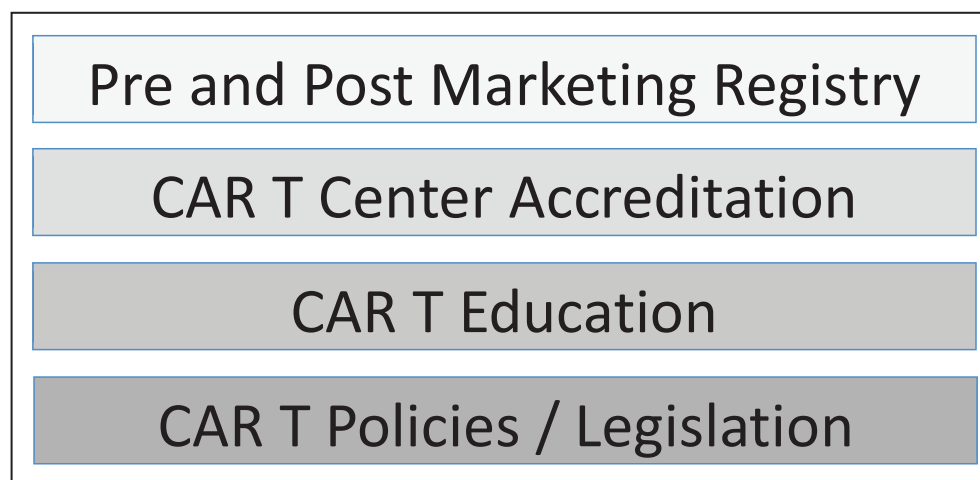 Pre and Post Marketing Registry
CAR T Center Accreditation
CAR T Education
CAR T Policies / Legislation